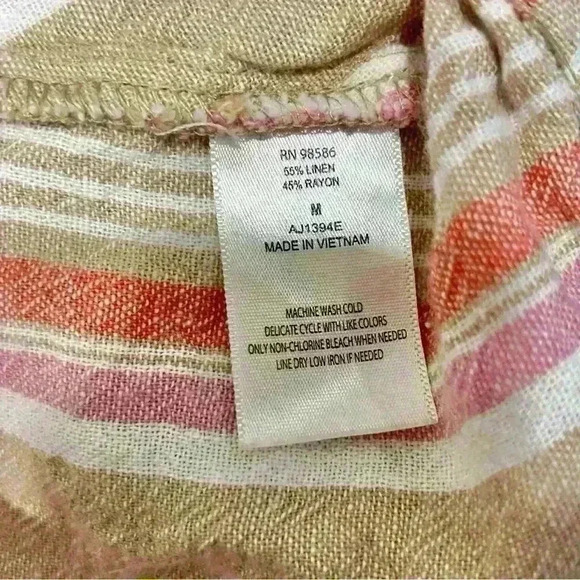 RN 98586
55% LINEN
45% RAYON
M
AJ1394E
MADE IN VIETNAM
MACHINE WASH COLD
DELICATE CYCLE WITH LIKE COLORS
ONLY NON-CHLORINE BLEACH WHEN NEEDED
LINE DRY LOW IRON IF NEEDED